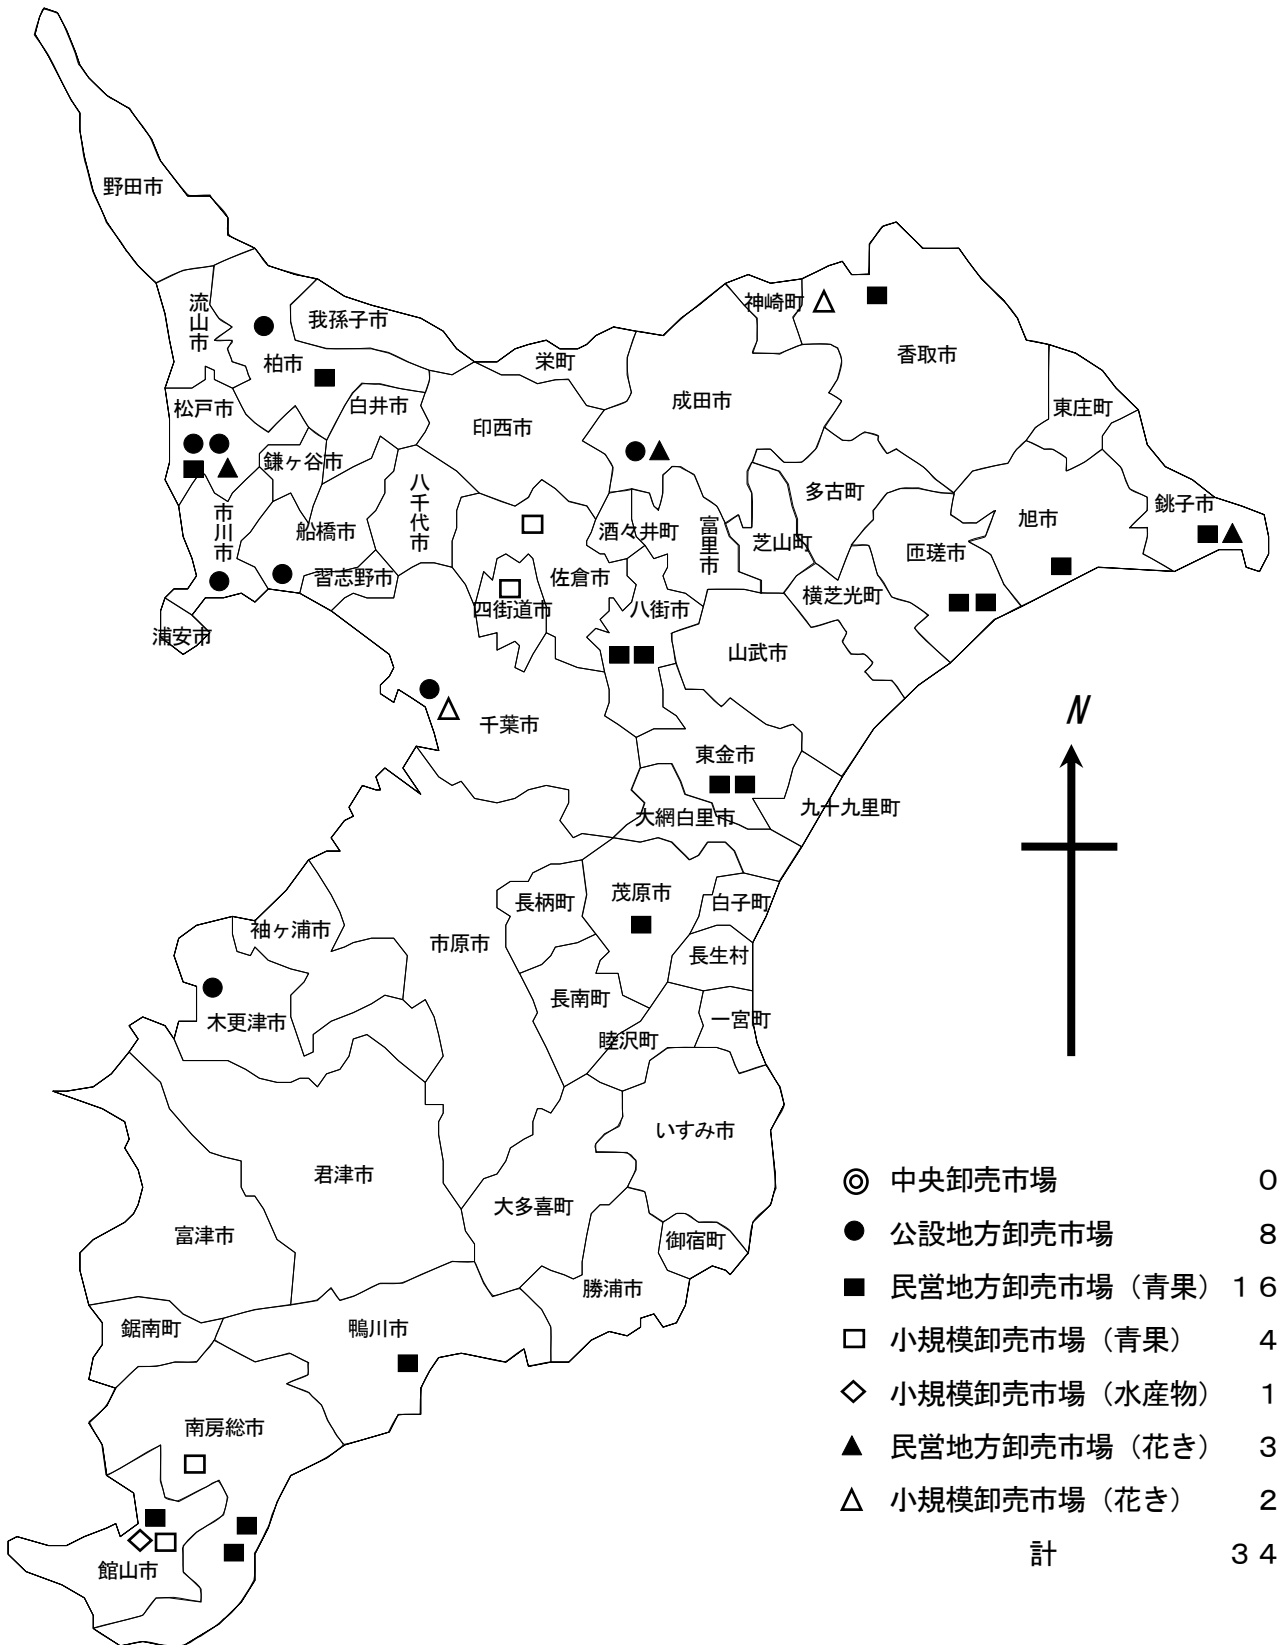 野田市
流山市
我孫子市
柏市
松戸市
白井市
鎌ヶ谷市
市川市
船橋市
八千代市
習志野市
浦安市
栄町
印西市
成田市
神崎町
香取市
東庄町
銚子市
旭市
多古町
匝瑳市
酒々井町
富里市
芝山町
横芝光町
佐倉市
四街道市
八街市
山武市
千葉市
東金市
大網白里市
九十九里町
N
袖ヶ浦市
市原市
長柄町
茂原市
白子町
長生村
木更津市
長南町
睦沢町
一宮町
いすみ市
君津市
大多喜町
富津市
御宿町
勝浦市
鋸南町
鴨川市
南房総市
館山市
◎ 中央卸売市場 0
● 公設地方卸売市場 8
■ 民営地方卸売市場（青果） 16
□ 小規模卸売市場（青果） 4
◇ 小規模卸売市場（水産物） 1
▲ 民営地方卸売市場（花き） 3
△ 小規模卸売市場（花き） 2
計 34